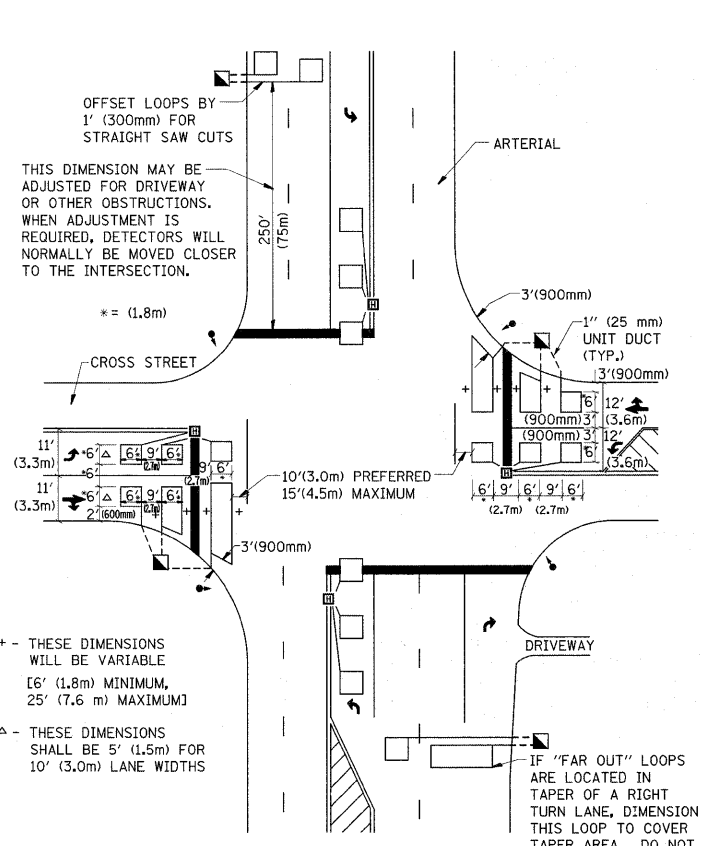 OFFSET LOOPS BY
1' (300mm) FOR
STRAIGHT SAW CUTS
ARTERIAL
THIS DIMENSION MAY BE
ADJUSTED FOR DRIVEWAY
OR OTHER OBSTRUCTIONS.
WHEN ADJUSTMENT IS
REQUIRED, DETECTORS WILL
NORMALLY BE MOVED CLOSER
TO THE INTERSECTION.
250'
(75m)
*= (1.8m)
3'(900mm)
1" (25 mm)
UNIT DUCT
(TYP.)
CROSS STREET
3'(900mm)
6'
*
12'
(3.6m)
(900mm) 3'
(900mm) 3'
12'
(3.6m)
6'
*
H
H
11'
(3.3m)
*6'
△
6'
9'
6'
(2.7m)
*6'
11'
(3.3m)
*6'
△
6'
9'
6'
(2.7m)
2' (600mm)
9'
6'
(2.7m)
*
10'(3.0m) PREFERRED
15'(4.5m) MAXIMUM
H
6' 9' 6' 9' 6'
* (2.7m) * (2.7m) *
3'(900mm)
H
DRIVEWAY
+ - THESE DIMENSIONS
WILL BE VARIABLE
[6' (1.8m) MINIMUM,
25' (7.6 m) MAXIMUM]
△ - THESE DIMENSIONS
SHALL BE 5' (1.5m) FOR
10' (3.0m) LANE WIDTHS
IF "FAR OUT" LOOPS
ARE LOCATED IN
TAPER OF A RIGHT
TURN LANE, DIMENSION
THIS LOOP TO COVER
TAPER AREA. DO NOT